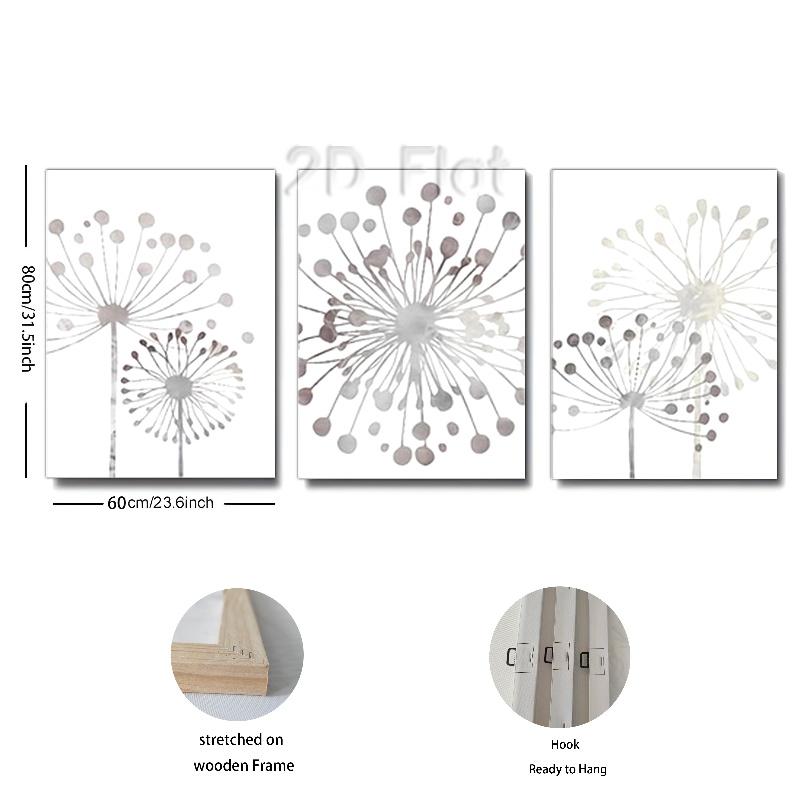 2D Flat
80cm/31.5inch
60cm/23.6inch
stretched on
wooden Frame
Hook
Ready to Hang